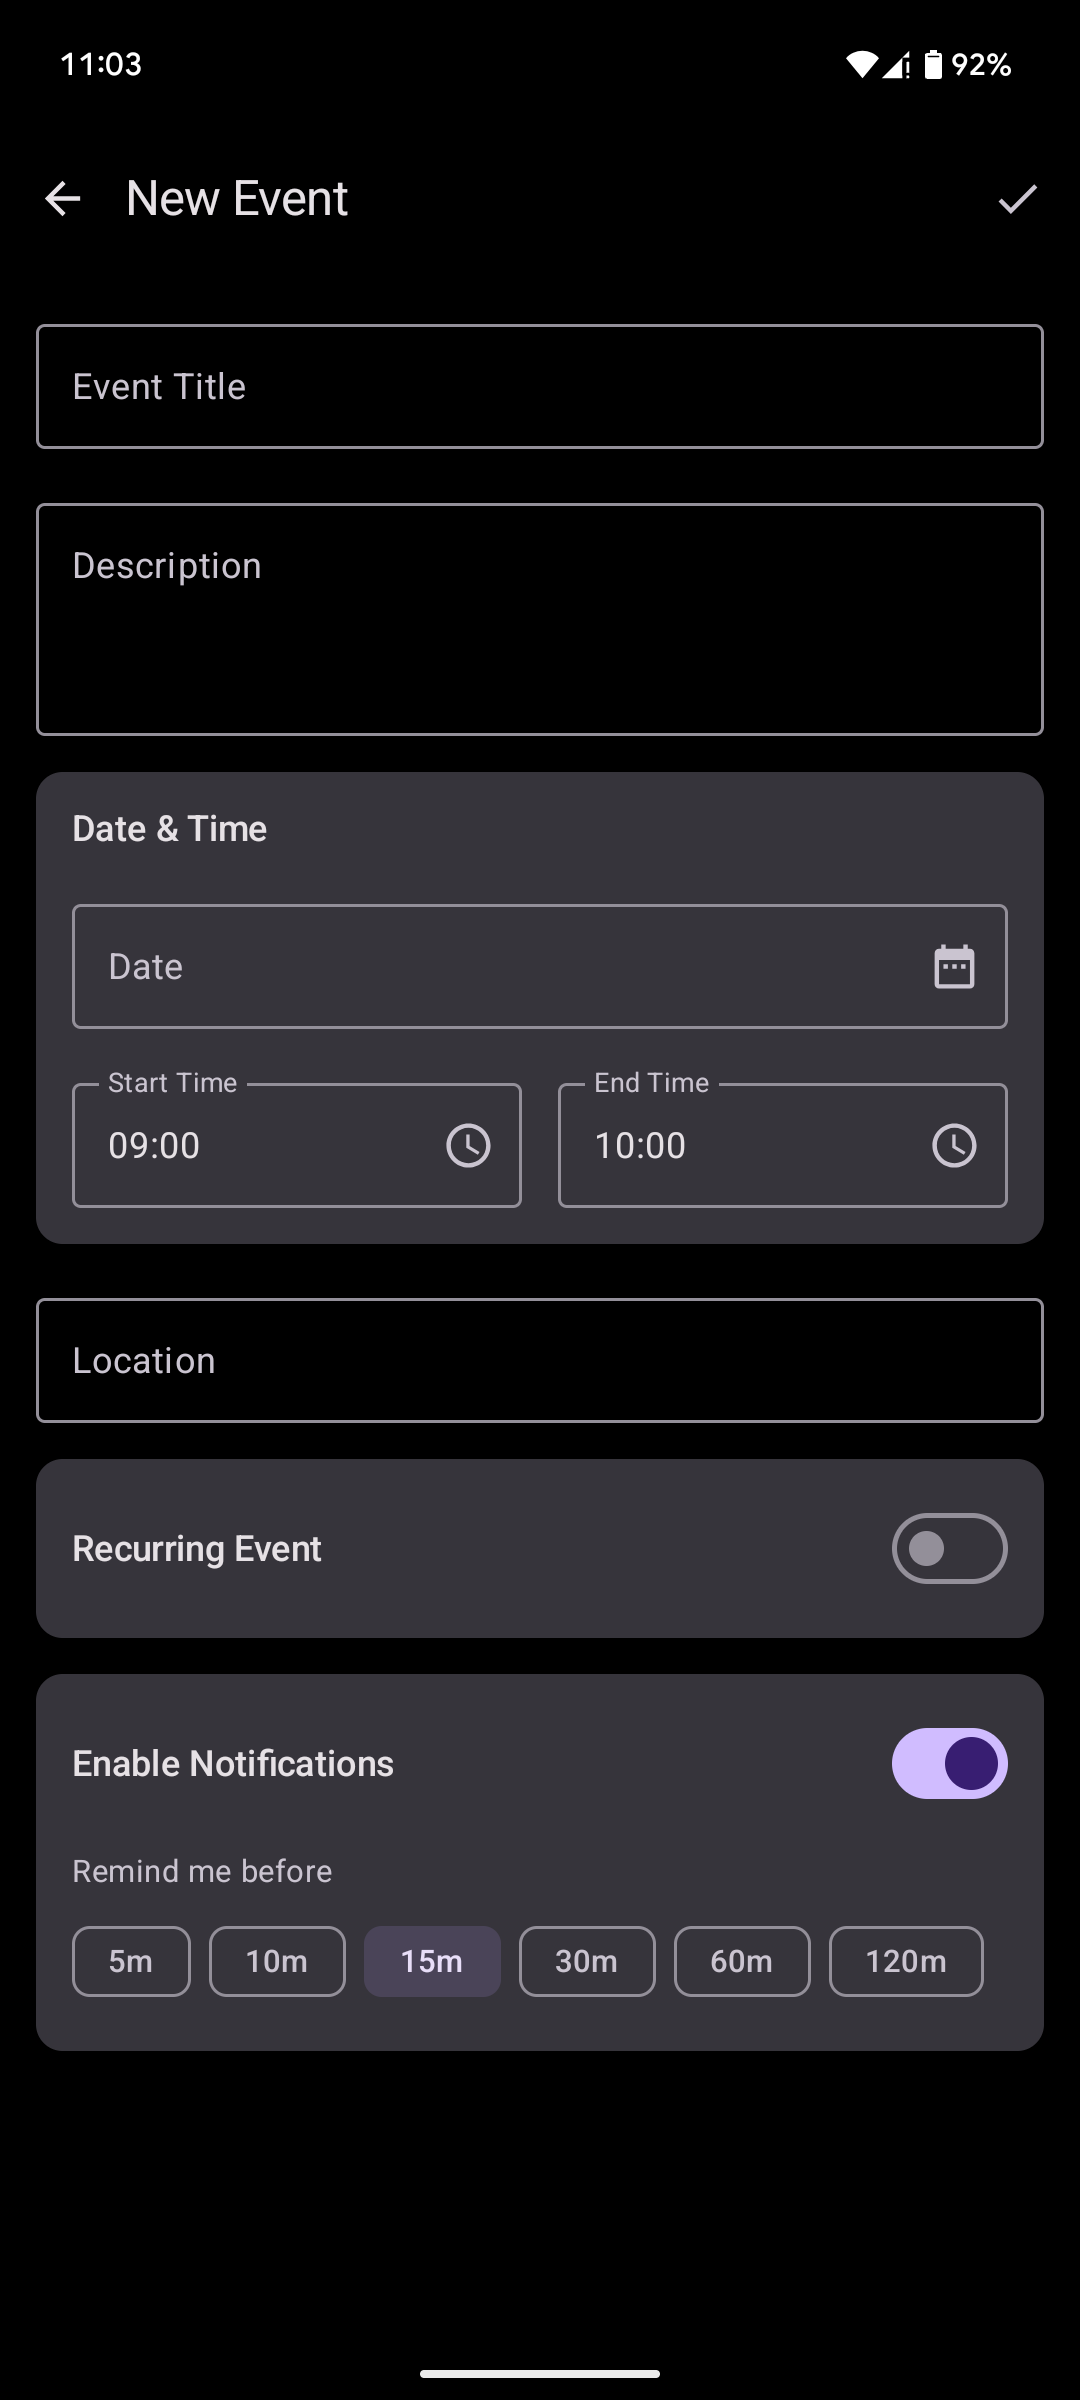 11:03
92%
New Event
Event Title
Description
Date & Time
Date
Start Time
End Time
09:00
10:00
Location
Recurring Event
Enable Notifications
Remind me before
5m
10m
15m
30m
60m
120m